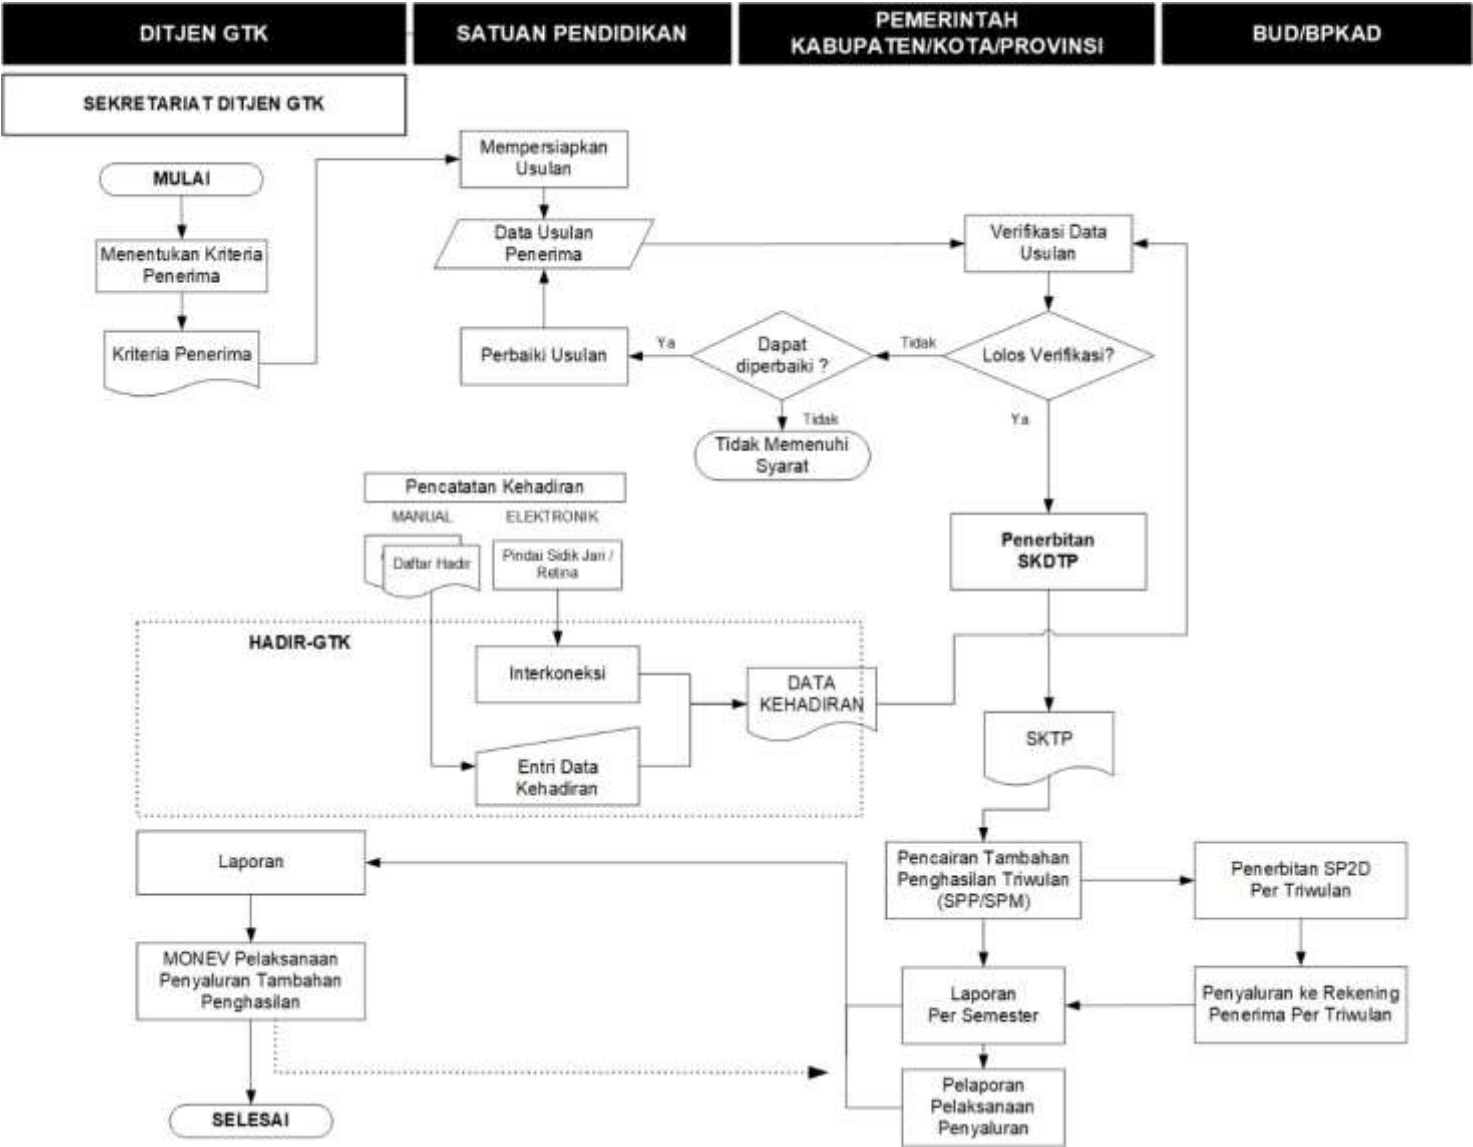 DITJEN GTK
SATUAN PENDIDIKAN
PEMERINTAH
KABUPATEN/KOTA/PROVINSI
BUD/BPKAD
SEKRETARIAT DITJEN GTK
MULAI
Menentukan Kriteria
Penerima
Kriteria Penerima
Mempersiapkan
Usulan
Data Usulan
Penerima
Perbaiki Usulan
Ya
Dapat
diperbaiki ?
Tidak
Tidak
Tidak Memenuhi
Syarat
Verifikasi Data
Usulan
Lolos Verifikasi?
Ya
Penerbitan
SKDTP
Pencatatan Kehadiran
MANUAL
ELEKTRONIK
Daftar Hadir
Pindai Sidik Jari /
Retina
HADIR-GTK
Interkoneksi
Entri Data
Kehadiran
DATA
KEHADIRAN
SKTP
Pencairan Tambahan
Penghasilan Triwulan
(SPP/SPM)
Penerbitan SP2D
Per Triwulan
Penyaluran ke Rekening
Penerima Per Triwulan
Laporan
Per Semester
Pelaporan
Pelaksanaan
Penyaluran
Laporan
MONEV Pelaksanaan
Penyaluran Tambahan
Penghasilan
SELESAI